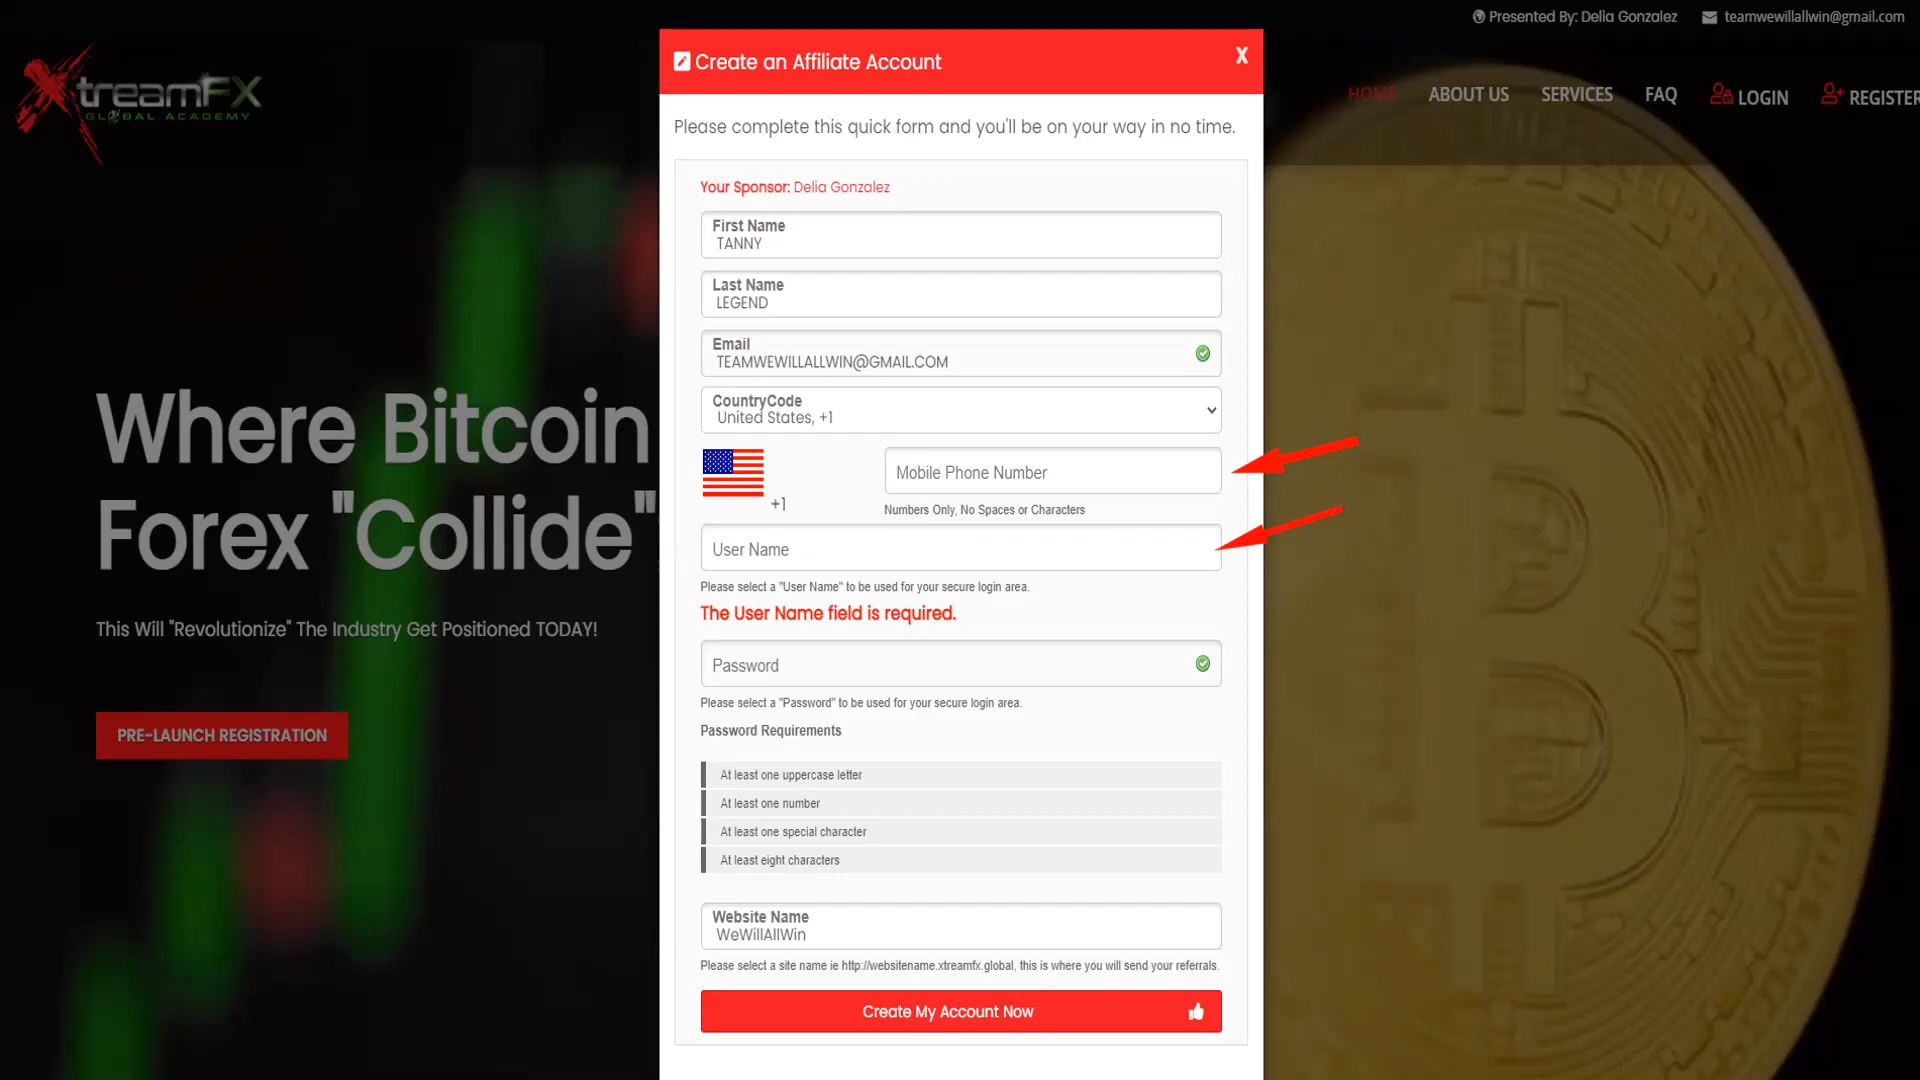 Presented By: Delia Gonzalez teamwewillallwin@gmail.com
XtreamFX
GLOBAL ACADEMY
HOME ABOUT US SERVICES FAQ LOGIN REGISTER
Where Bitcoin
Forex "Collide"
This Will "Revolutionize" The Industry Get Positioned TODAY!
PRE-LAUNCH REGISTRATION
Create an Affiliate Account X
Please complete this quick form and you'll be on your way in no time.
Your Sponsor: Delia Gonzalez
First Name
TANNY
Last Name
LEGEND
Email
TEAMWEWILLALLWIN@GMAIL.COM
CountryCode
United States, +1
+1
Mobile Phone Number
Numbers Only, No Spaces or Characters
User Name
Please select a "User Name" to be used for your secure login area.
The User Name field is required.
Password
Please select a "Password" to be used for your secure login area.
Password Requirements
At least one uppercase letter
At least one number
At least one special character
At least eight characters
Website Name
WeWillAllWin
Please select a site name ie http://websitename.xtreamfx.global, this is where you will send your referrals.
Create My Account Now